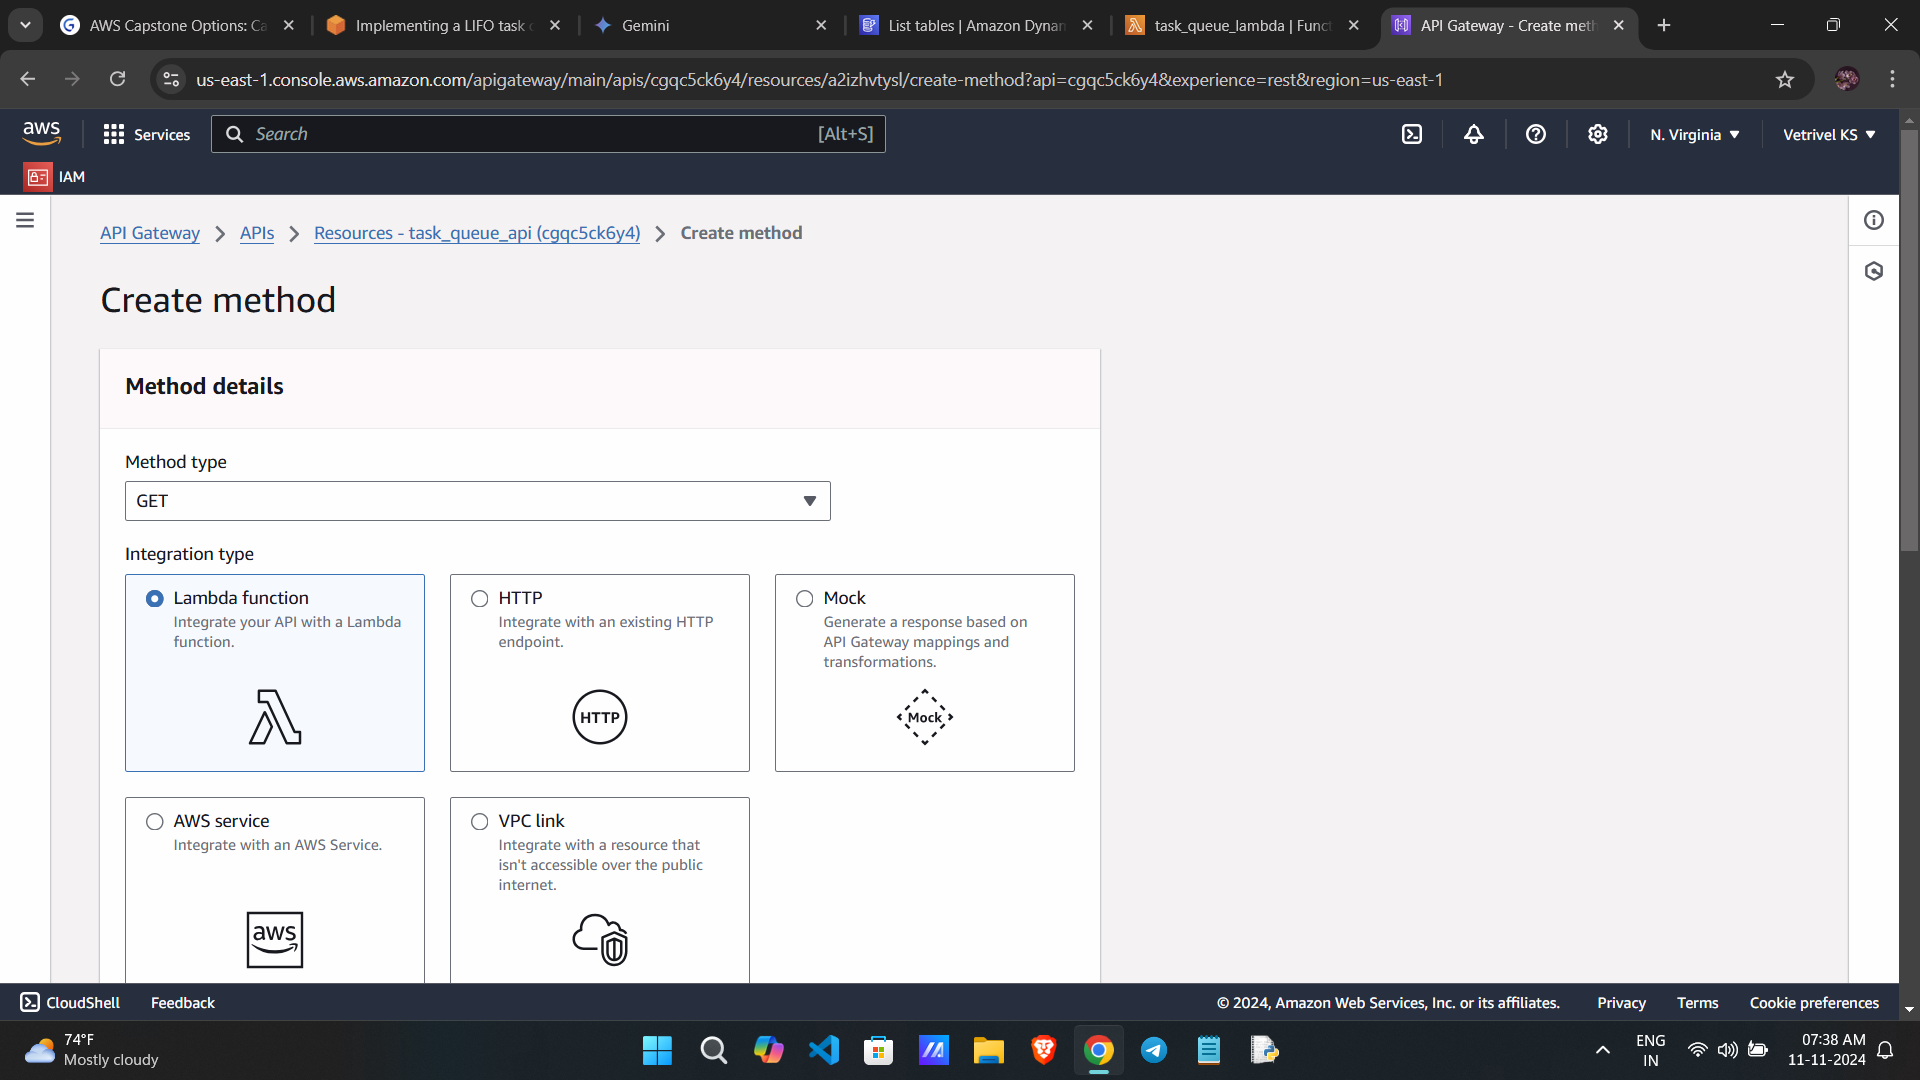 AWS Capstone Options: Ca
Implementing a LIFO task
Gemini
List tables | Amazon Dynam
task_queue_lambda | Funct
API Gateway - Create meth
us-east-1.console.aws.amazon.com/apigateway/main/apis/cgqc5ck6y4/resources/a2izhvtysl/create-method?api=cgqc5ck6y4&experience=rest&region=us-east-1
aws
Services
Search
[Alt+S]
N. Virginia
Vetrivel KS
IAM
API Gateway
APIs
Resources - task_queue_api (cgqc5ck6y4)
Create method
Create method
Method details
Method type
GET
Integration type
Lambda function
Integrate your API with a Lambda
function.
HTTP
Integrate with an existing HTTP
endpoint.
HTTP
Mock
Generate a response based on
API Gateway mappings and
transformations.
Mock
AWS service
Integrate with an AWS Service.
aws
VPC link
Integrate with a resource that
isn't accessible over the public
internet.
CloudShell
Feedback
© 2024, Amazon Web Services, Inc. or its affiliates.
Privacy
Terms
Cookie preferences
74°F
Mostly cloudy
ENG
IN
07:38 AM
11-11-2024